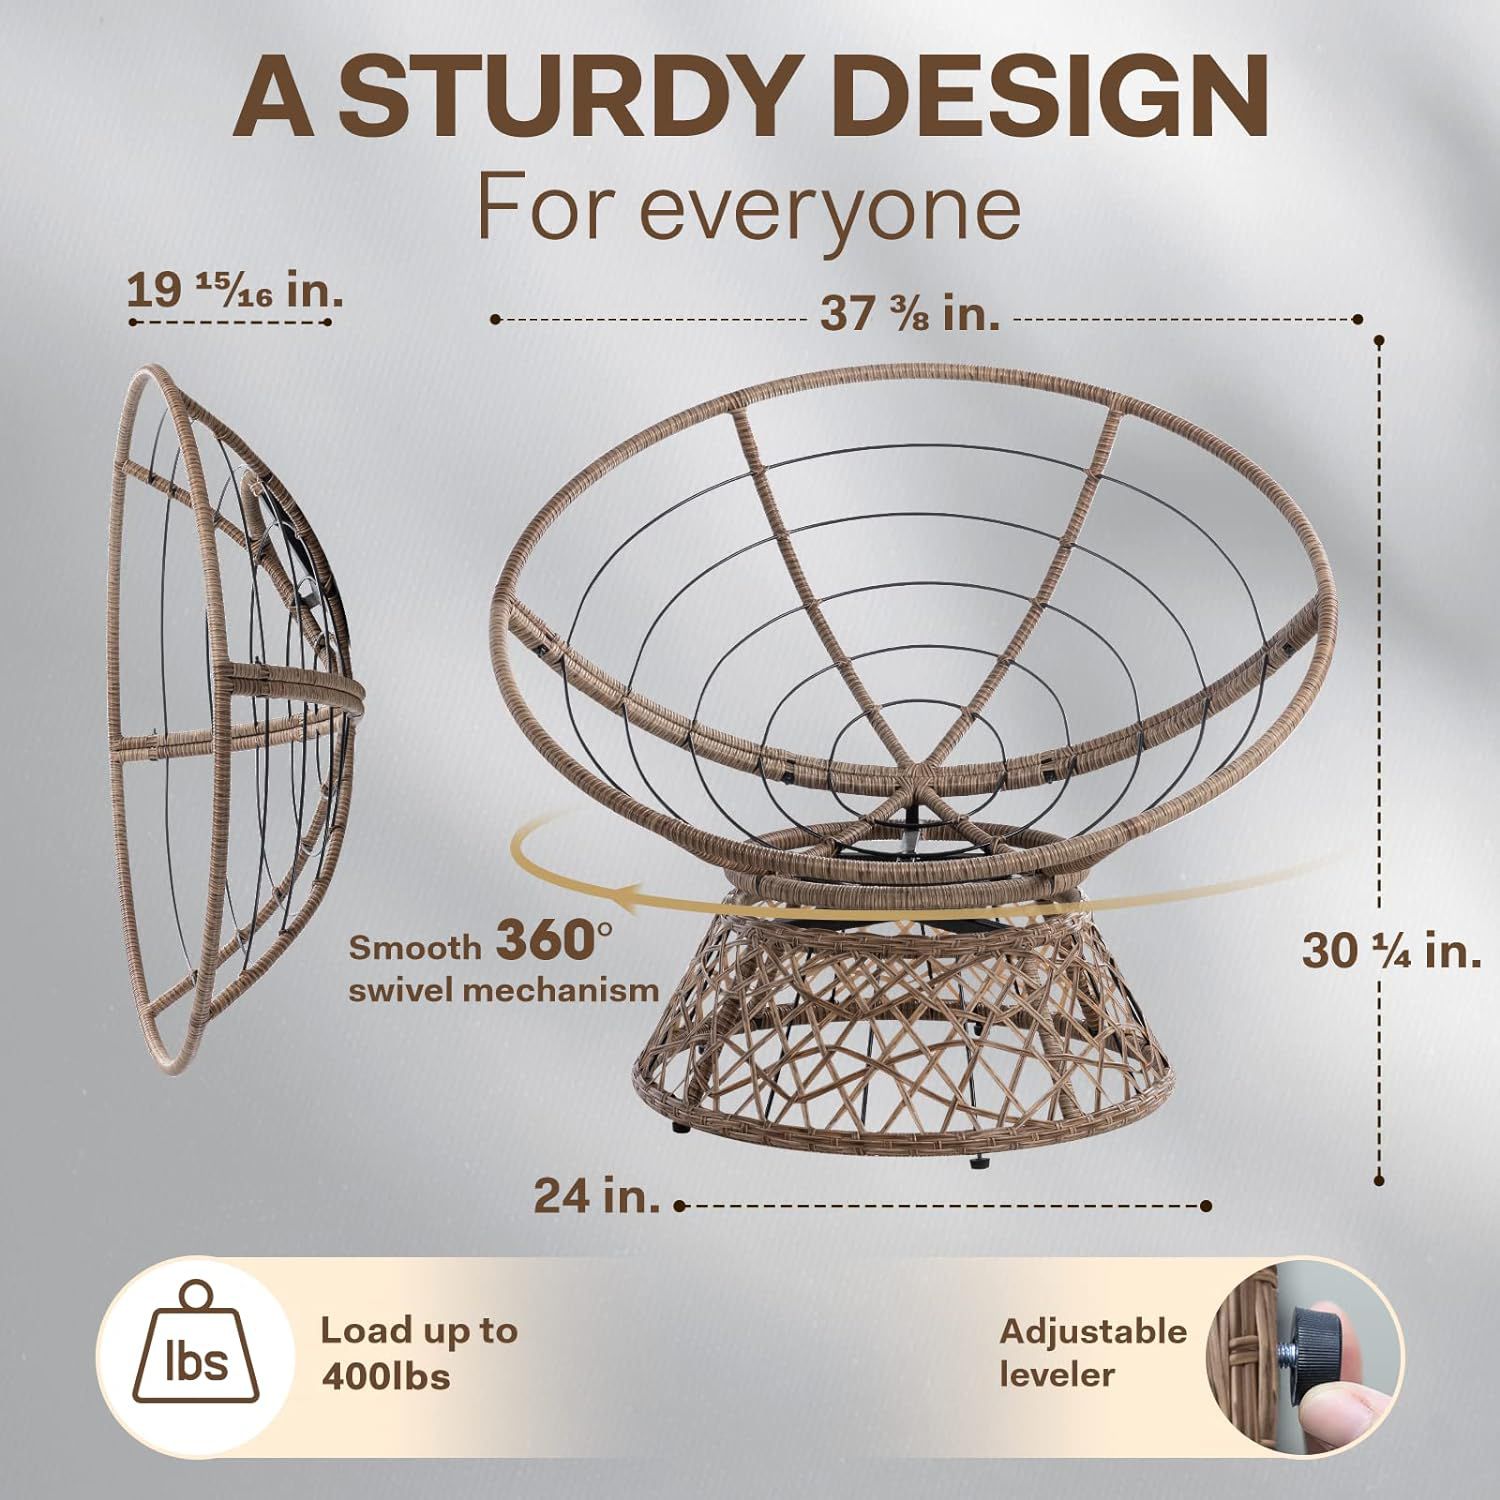 A STURDY DESIGN
For everyone
19 ¹⁵⁄₁₆ in.
37 ⅜ in.
30 ¼ in.
Smooth 360°
swivel mechanism
24 in.
lbs
Load up to
400lbs
Adjustable
leveler